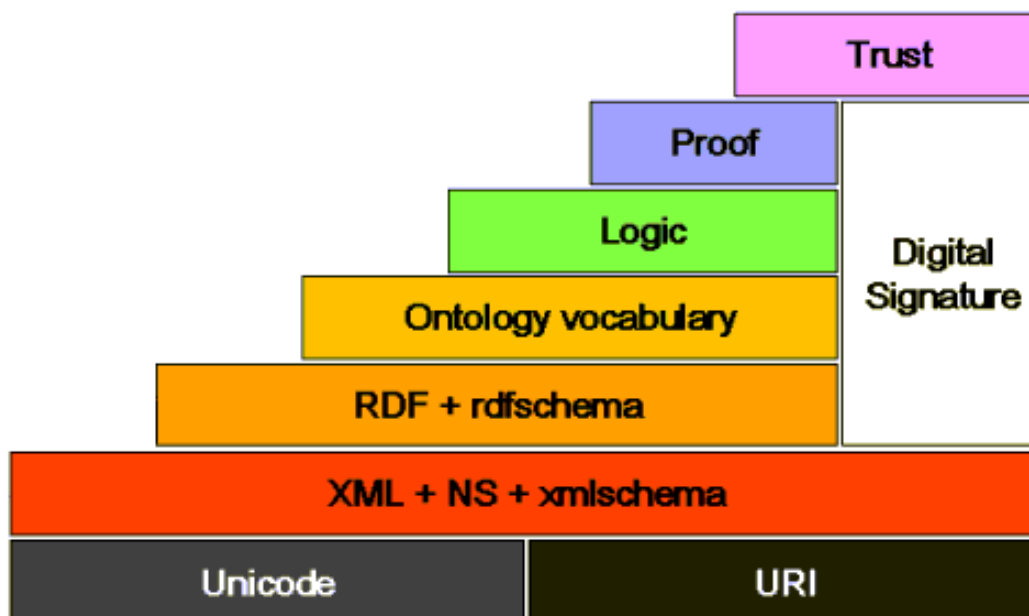 Trust
Proof
Logic
Digital
Signature
Ontology vocabulary
RDF + rdfschema
XML + NS + xmlschema
Unicode
URI